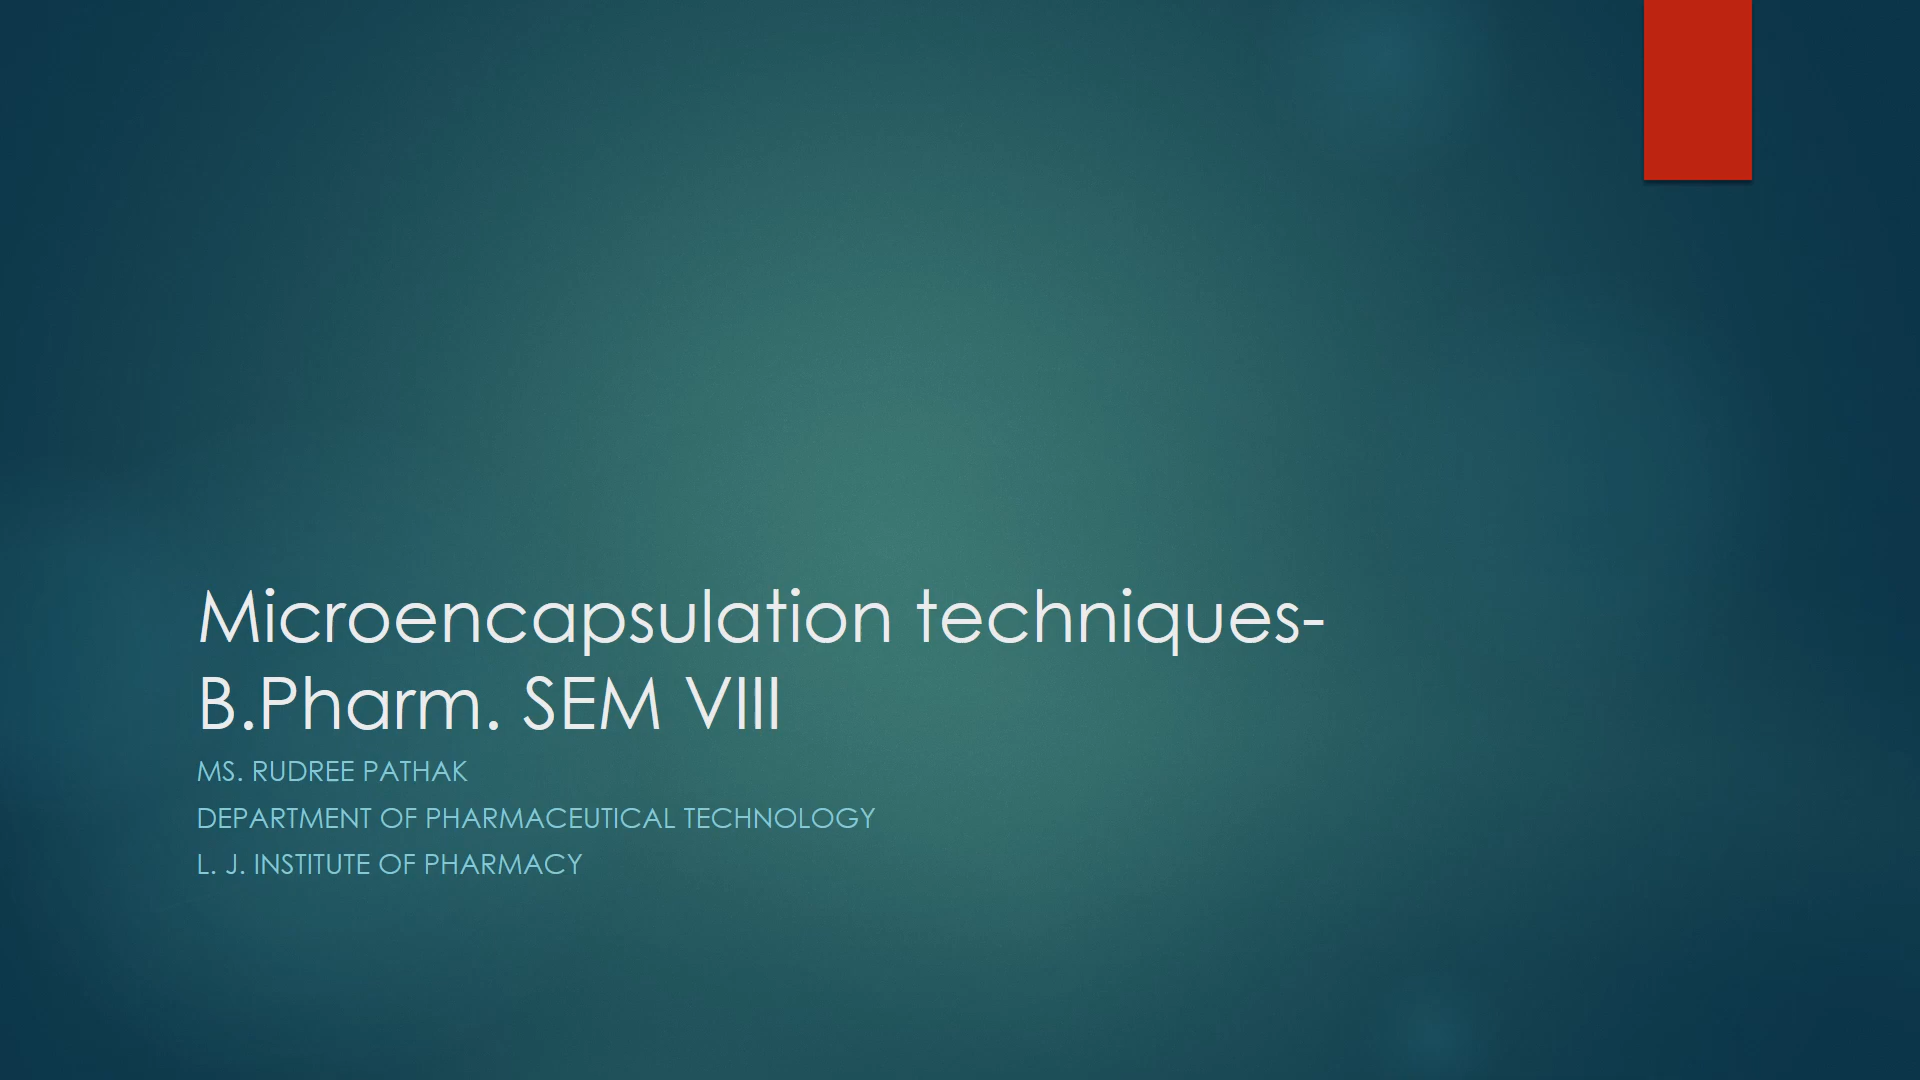 Microencapsulation techniques-
B.Pharm. SEM VIII
MS. RUDREE PATHAK
DEPARTMENT OF PHARMACEUTICAL TECHNOLOGY
L. J. INSTITUTE OF PHARMACY